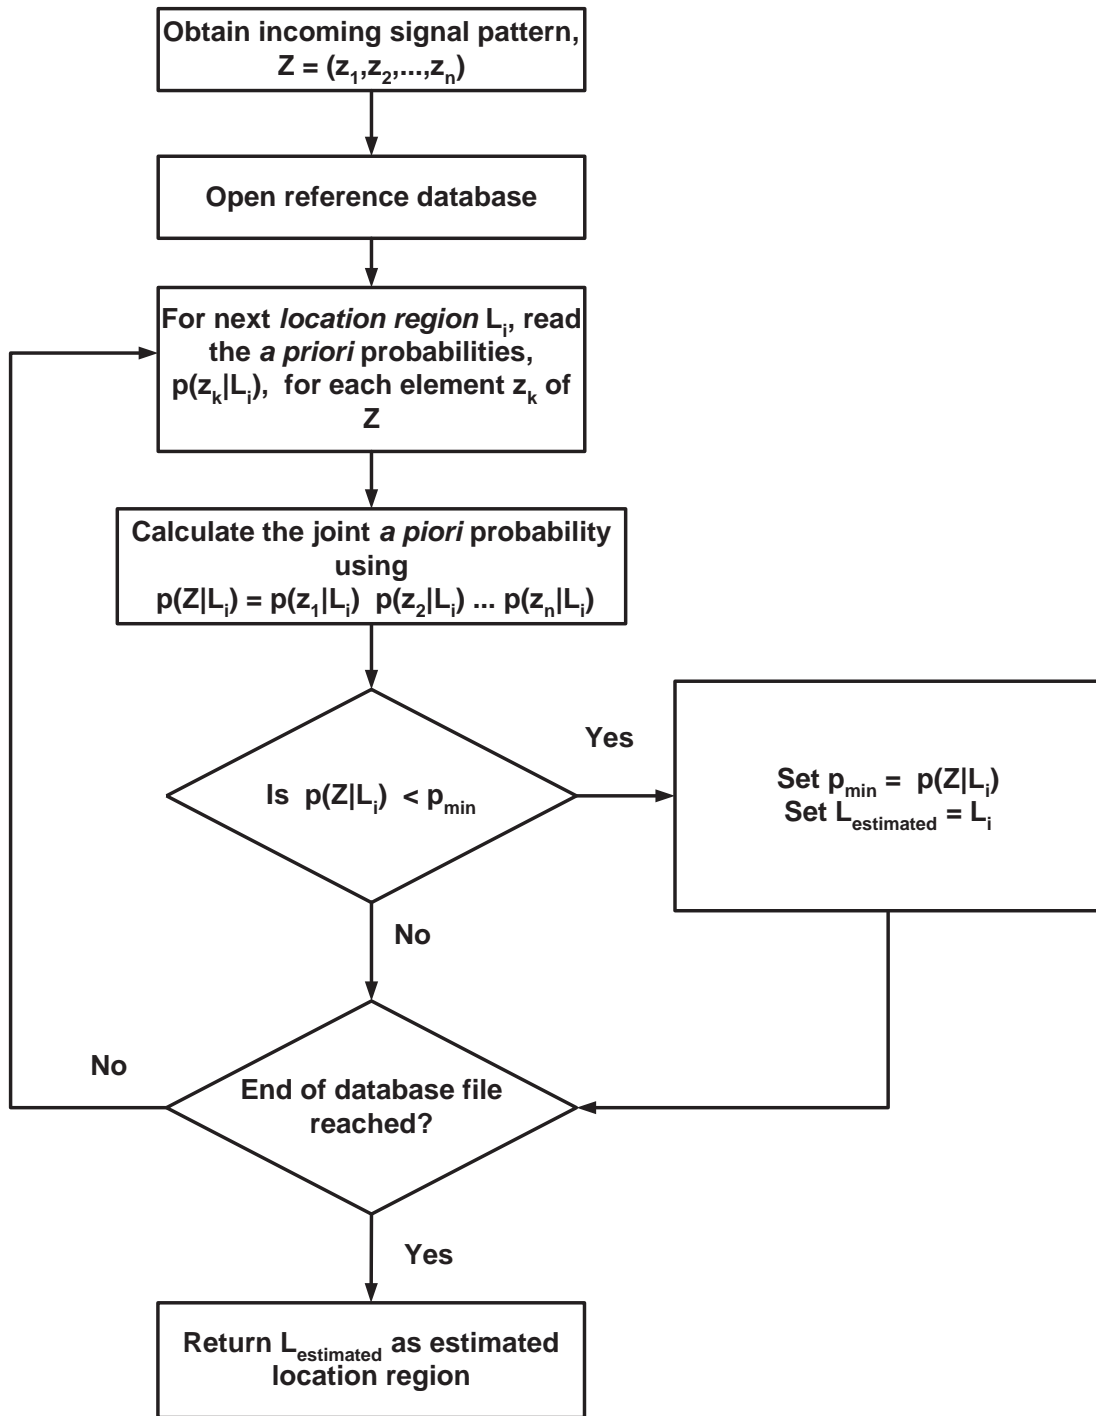 Obtain incoming signal pattern,
Z = (z1,z2,...,zn)
Open reference database
For next location region Li, read
the a priori probabilities,
p(zk|Li), for each element zk of
Z
Calculate the joint a piori probability
using
p(Z|Li) = p(z1|Li) p(z2|Li) ... p(zn|Li)
Is p(Z|Li) < pmin
Yes
Set pmin = p(Z|Li)
Set Lestimated = Li
No
End of database file
reached?
No
Yes
Return Lestimated as estimated
location region